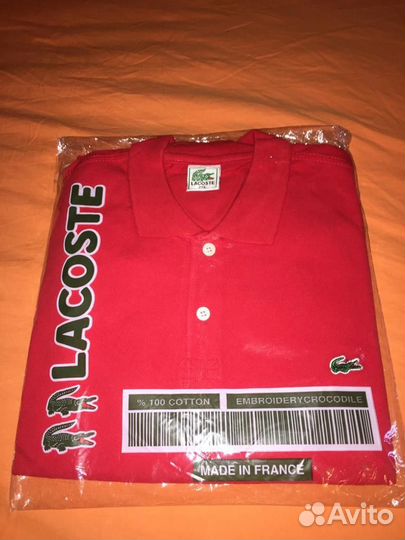 LACOSTE
LACOSTE
% 100 COTTON
EMBROIDERYCROCODILE
MADE IN FRANCE
Avito